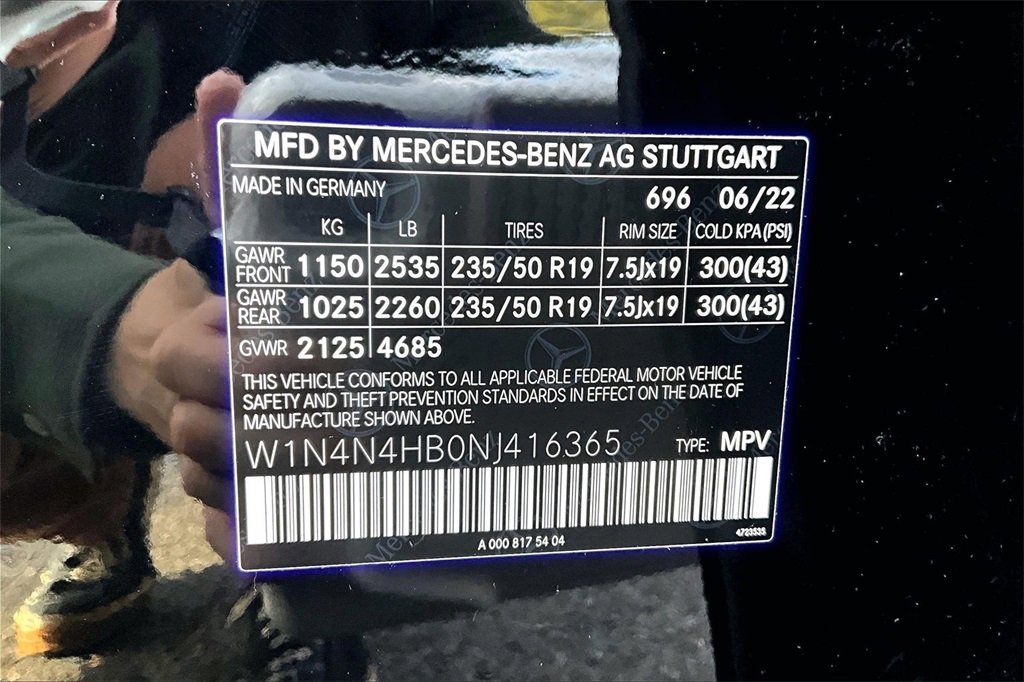 MFD BY MERCEDES-BENZ AG STUTTGART
MADE IN GERMANY
696 06/22
KG LB TIRES RIM SIZE COLD KPA (PSI)
GAWR FRONT 1150 2535 235/50 R19 7.5Jx19 300(43)
GAWR REAR 1025 2260 235/50 R19 7.5Jx19 300(43)
GVWR 2125 4685
THIS VEHICLE CONFORMS TO ALL APPLICABLE FEDERAL MOTOR VEHICLE
SAFETY AND THEFT PREVENTION STANDARDS IN EFFECT ON THE DATE OF
MANUFACTURE SHOWN ABOVE.
W1N4N4HB0NJ416365 TYPE: MPV
A 000 817 54 04
Mercedes-Benz